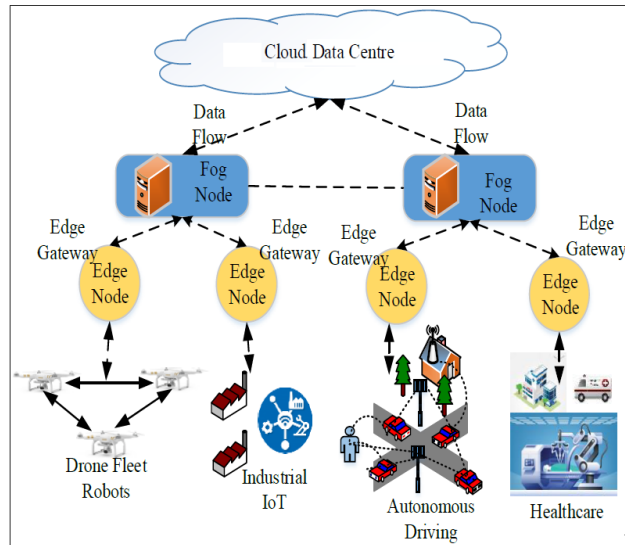 Cloud Data Centre
Data
Flow
Data
Flow
Fog
Node
Fog
Node
Edge
Gateway
Edge
Gateway
Edge
Gateway
Edge
Gateway
Edge
Node
Edge
Node
Edge
Node
Edge
Node
Drone Fleet
Robots
Industrial
IoT
Autonomous
Driving
Healthcare